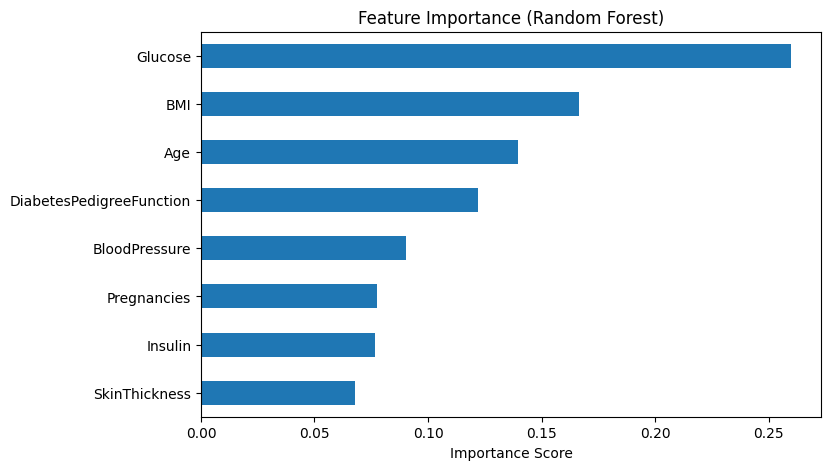 Feature Importance (Random Forest)
Glucose
BMI
Age
DiabetesPedigreeFunction
BloodPressure
Pregnancies
Insulin
SkinThickness
0.00 0.05 0.10 0.15 0.20 0.25
Importance Score